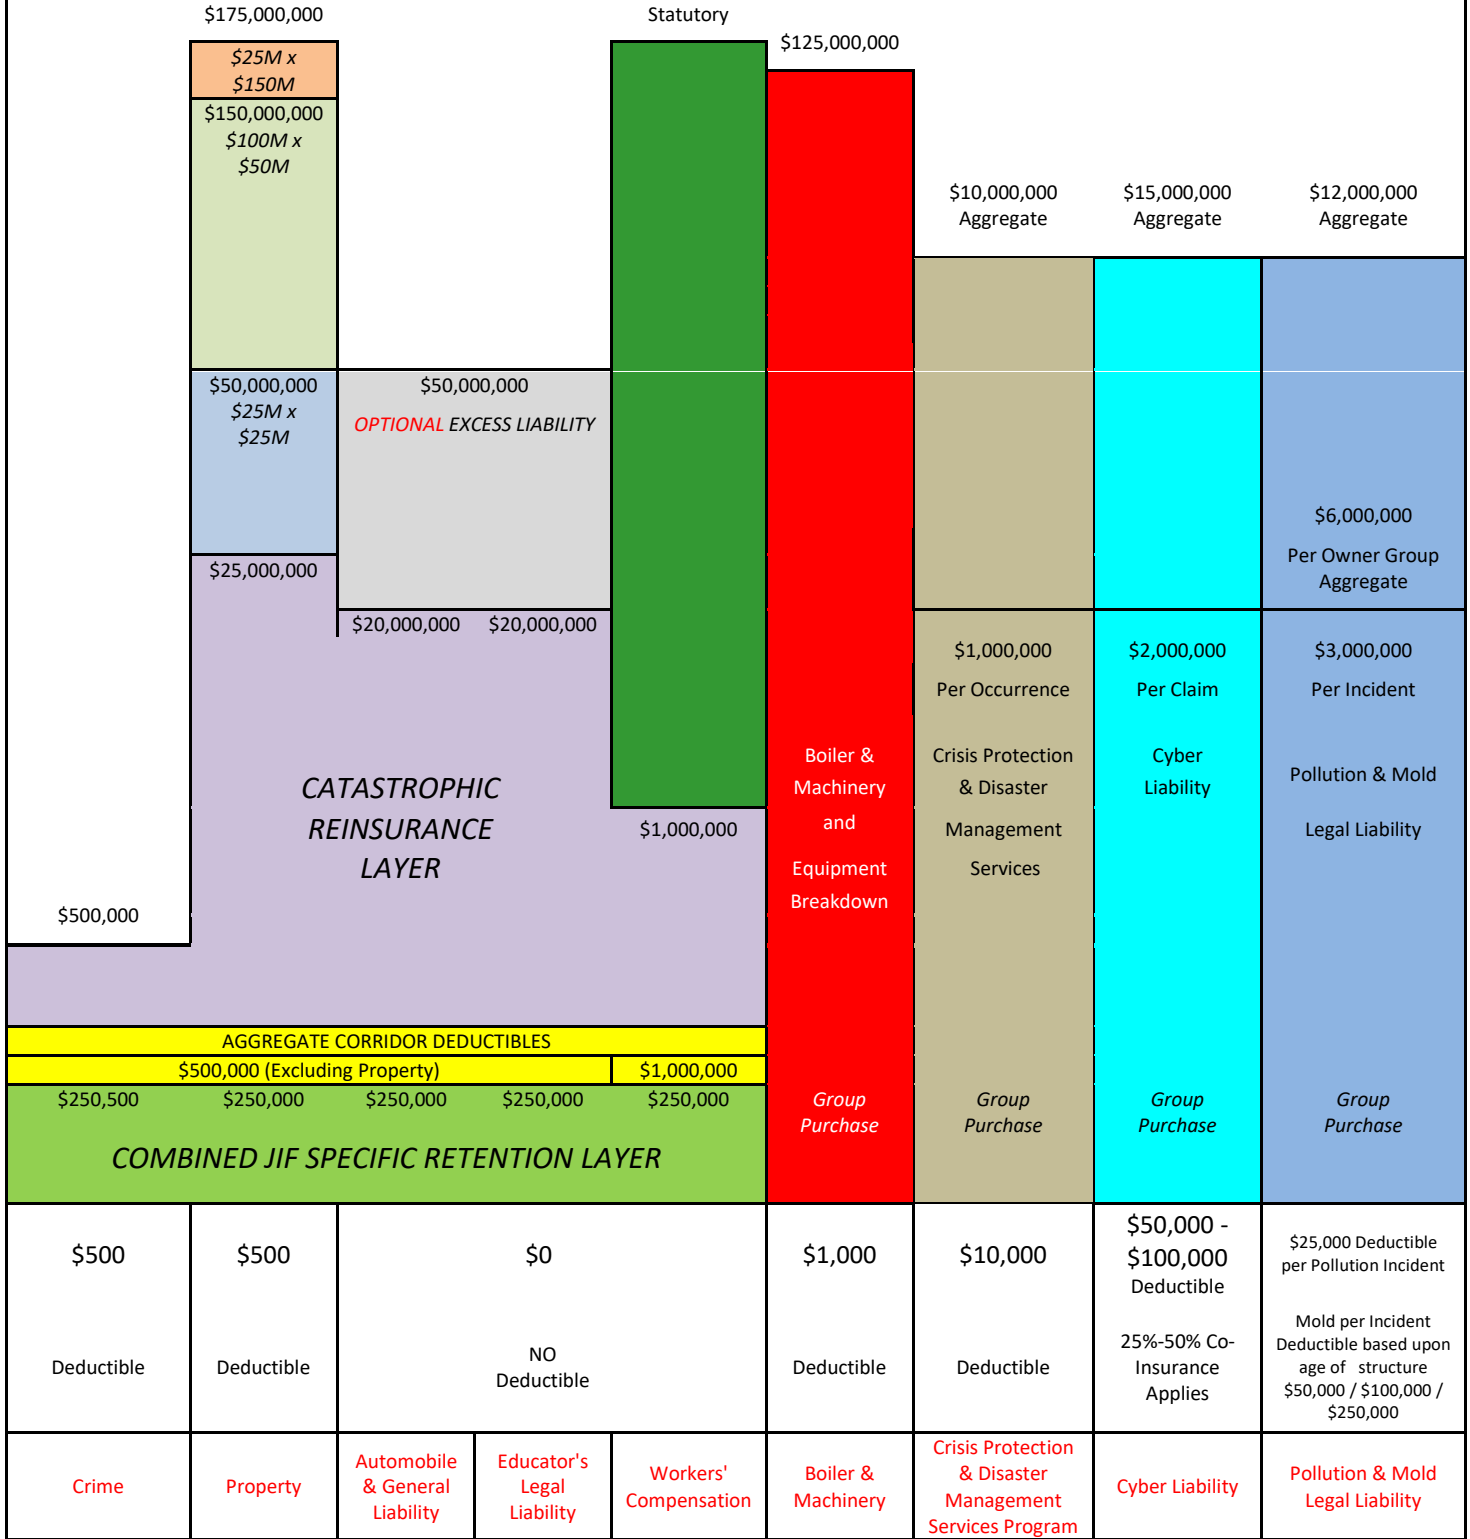 $175,000,000
Statutory
$125,000,000
$25M x
$150M
$150,000,000
$100M x
$50M
$10,000,000
Aggregate
$15,000,000
Aggregate
$12,000,000
Aggregate
$50,000,000
$25M x
$25M
$50,000,000
OPTIONAL EXCESS LIABILITY
$6,000,000
Per Owner Group
Aggregate
$25,000,000
$20,000,000
$20,000,000
$1,000,000
Per Occurrence
$2,000,000
Per Claim
$3,000,000
Per Incident
CATASTROPHIC
REINSURANCE
LAYER
$1,000,000
Boiler &
Machinery
and
Equipment
Breakdown
Crisis Protection
& Disaster
Management
Services
Cyber
Liability
Pollution & Mold
Legal Liability
$500,000
AGGREGATE CORRIDOR DEDUCTIBLES
$500,000 (Excluding Property)
$1,000,000
$250,500
$250,000
$250,000
$250,000
$250,000
COMBINED JIF SPECIFIC RETENTION LAYER
Group
Purchase
Group
Purchase
Group
Purchase
Group
Purchase
$500
Deductible
$500
Deductible
$0
NO
Deductible
$1,000
Deductible
$10,000
Deductible
$50,000 -
$100,000
Deductible
25%-50% Co-
Insurance
Applies
$25,000 Deductible
per Pollution Incident
Mold per Incident
Deductible based upon
age of structure
$50,000 / $100,000 /
$250,000
Crime
Property
Automobile
& General
Liability
Educator's
Legal
Liability
Workers'
Compensation
Boiler &
Machinery
Crisis Protection
& Disaster
Management
Services Program
Cyber Liability
Pollution & Mold
Legal Liability